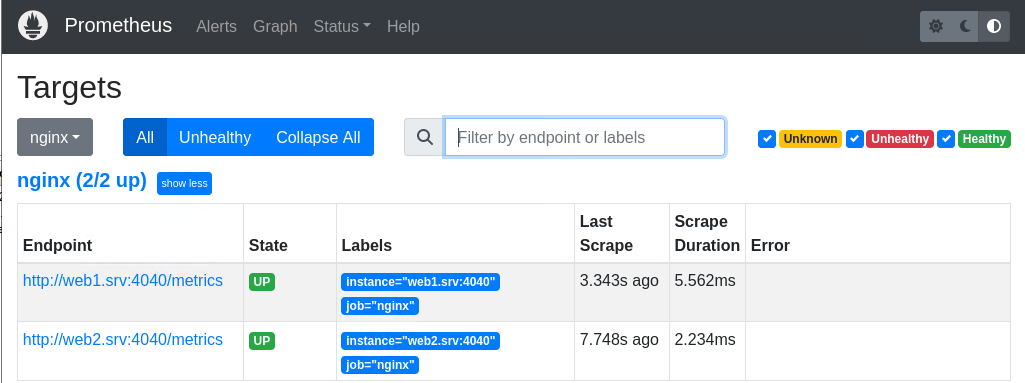 Prometheus Alerts Graph Status Help
Targets
nginx All Unhealthy Collapse All Filter by endpoint or labels Unknown Unhealthy Healthy
nginx (2/2 up) show less
Endpoint State Labels Last Scrape Scrape Duration Error
http://web1.srv:4040/metrics UP instance="web1.srv:4040" 3.343s ago 5.562ms
job="nginx"
http://web2.srv:4040/metrics UP instance="web2.srv:4040" 7.748s ago 2.234ms
job="nginx"